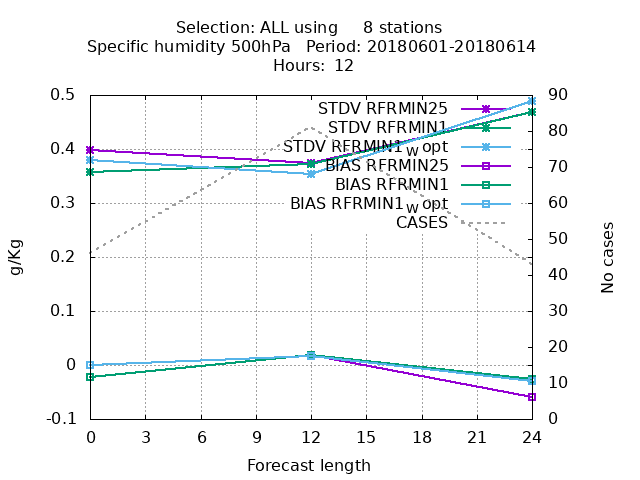 Selection: ALL using     8 stations
Specific humidity 500hPa   Period: 20180601-20180614
Hours: 12
STDV RFRMIN25
STDV RFRMIN1
STDV RFRMIN1_W opt
BIAS RFRMIN25
BIAS RFRMIN1
BIAS RFRMIN1_W opt
CASES
0.5
0.4
0.3
0.2
0.1
0
-0.1
g/Kg
90
80
70
60
50
40
30
20
10
0
No cases
0 3 6 9 12 15 18 21 24
Forecast length